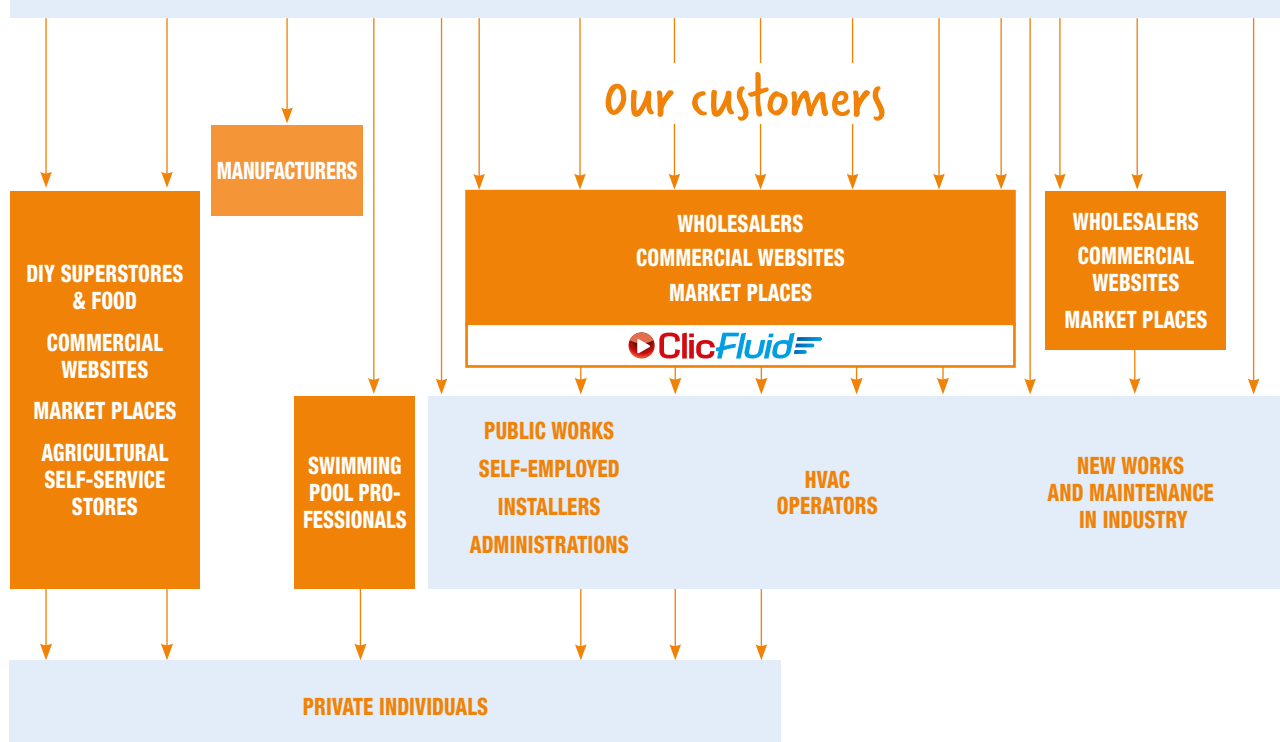 Our customers
MANUFACTURERS
DIY SUPERSTORES
& FOOD
COMMERCIAL
WEBSITES
MARKET PLACES
AGRICULTURAL
SELF-SERVICE
STORES
SWIMMING
POOL PRO-
FESSIONALS
WHOLESALERS
COMMERCIAL WEBSITES
MARKET PLACES
ClicFluid
WHOLESALERS
COMMERCIAL
WEBSITES
MARKET PLACES
PUBLIC WORKS
SELF-EMPLOYED
INSTALLERS
ADMINISTRATIONS
HVAC
OPERATORS
NEW WORKS
AND MAINTENANCE
IN INDUSTRY
PRIVATE INDIVIDUALS